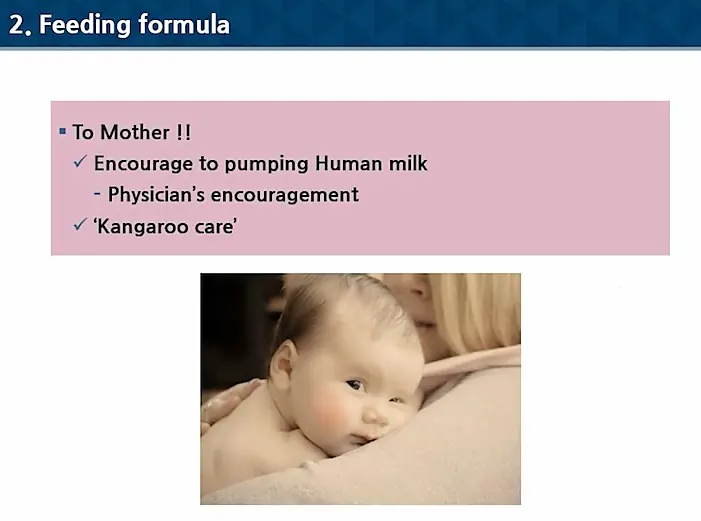 2. Feeding formula
▪ To Mother !!
✓ Encourage to pumping Human milk
- Physician's encouragement
✓ ‘Kangaroo care’